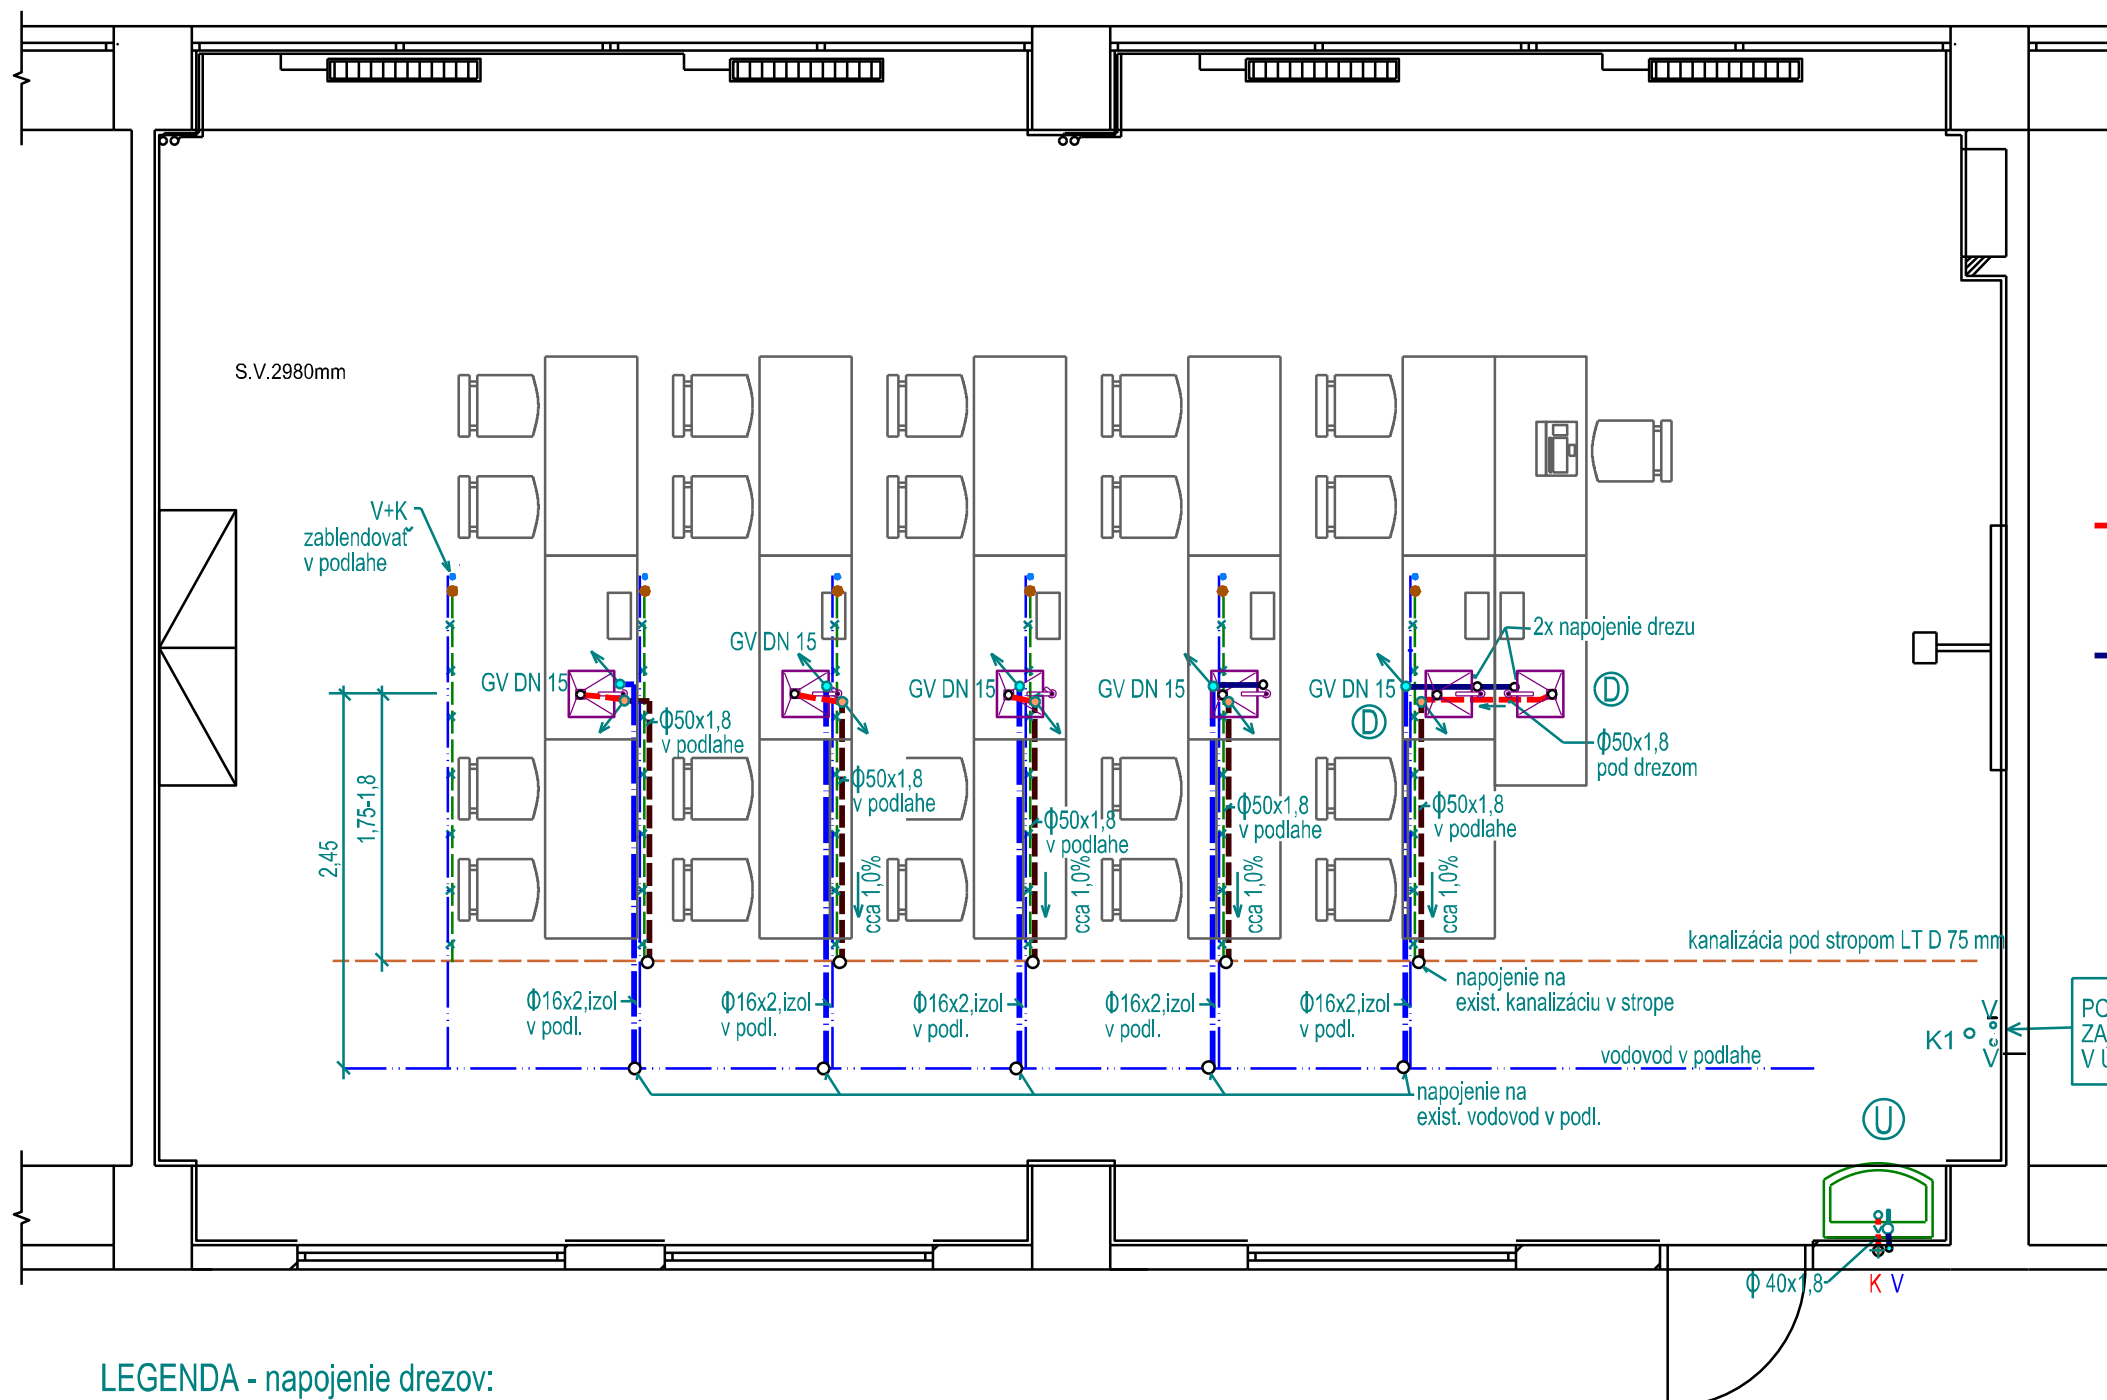 S.V.2980mm
V+K
zablendovať
v podlahe
2x napojenie drezu
GV DN 15
GV DN 15
GV DN 15
GV DN 15
GV DN 15
D
D
Φ50x1,8
v podlahe
Φ50x1,8
pod drezom
Φ50x1,8
v podlahe
Φ50x1,8
v podlahe
Φ50x1,8
v podlahe
Φ50x1,8
v podlahe
2,45
1,75-1,8
cca 1,0%
cca 1,0%
cca 1,0%
cca 1,0%
kanalizácia pod stropom LT D 75 mm
napojenie na
exist. kanalizáciu v strope
Φ16x2,izol
v podl.
Φ16x2,izol
v podl.
Φ16x2,izol
v podl.
Φ16x2,izol
v podl.
Φ16x2,izol
v podl.
V
K1
V
PO
ZA
V
vodovod v podlahe
napojenie na
exist. vodovod v podl.
U
Φ 40x1,8
K V
LEGENDA - napojenie drezov: